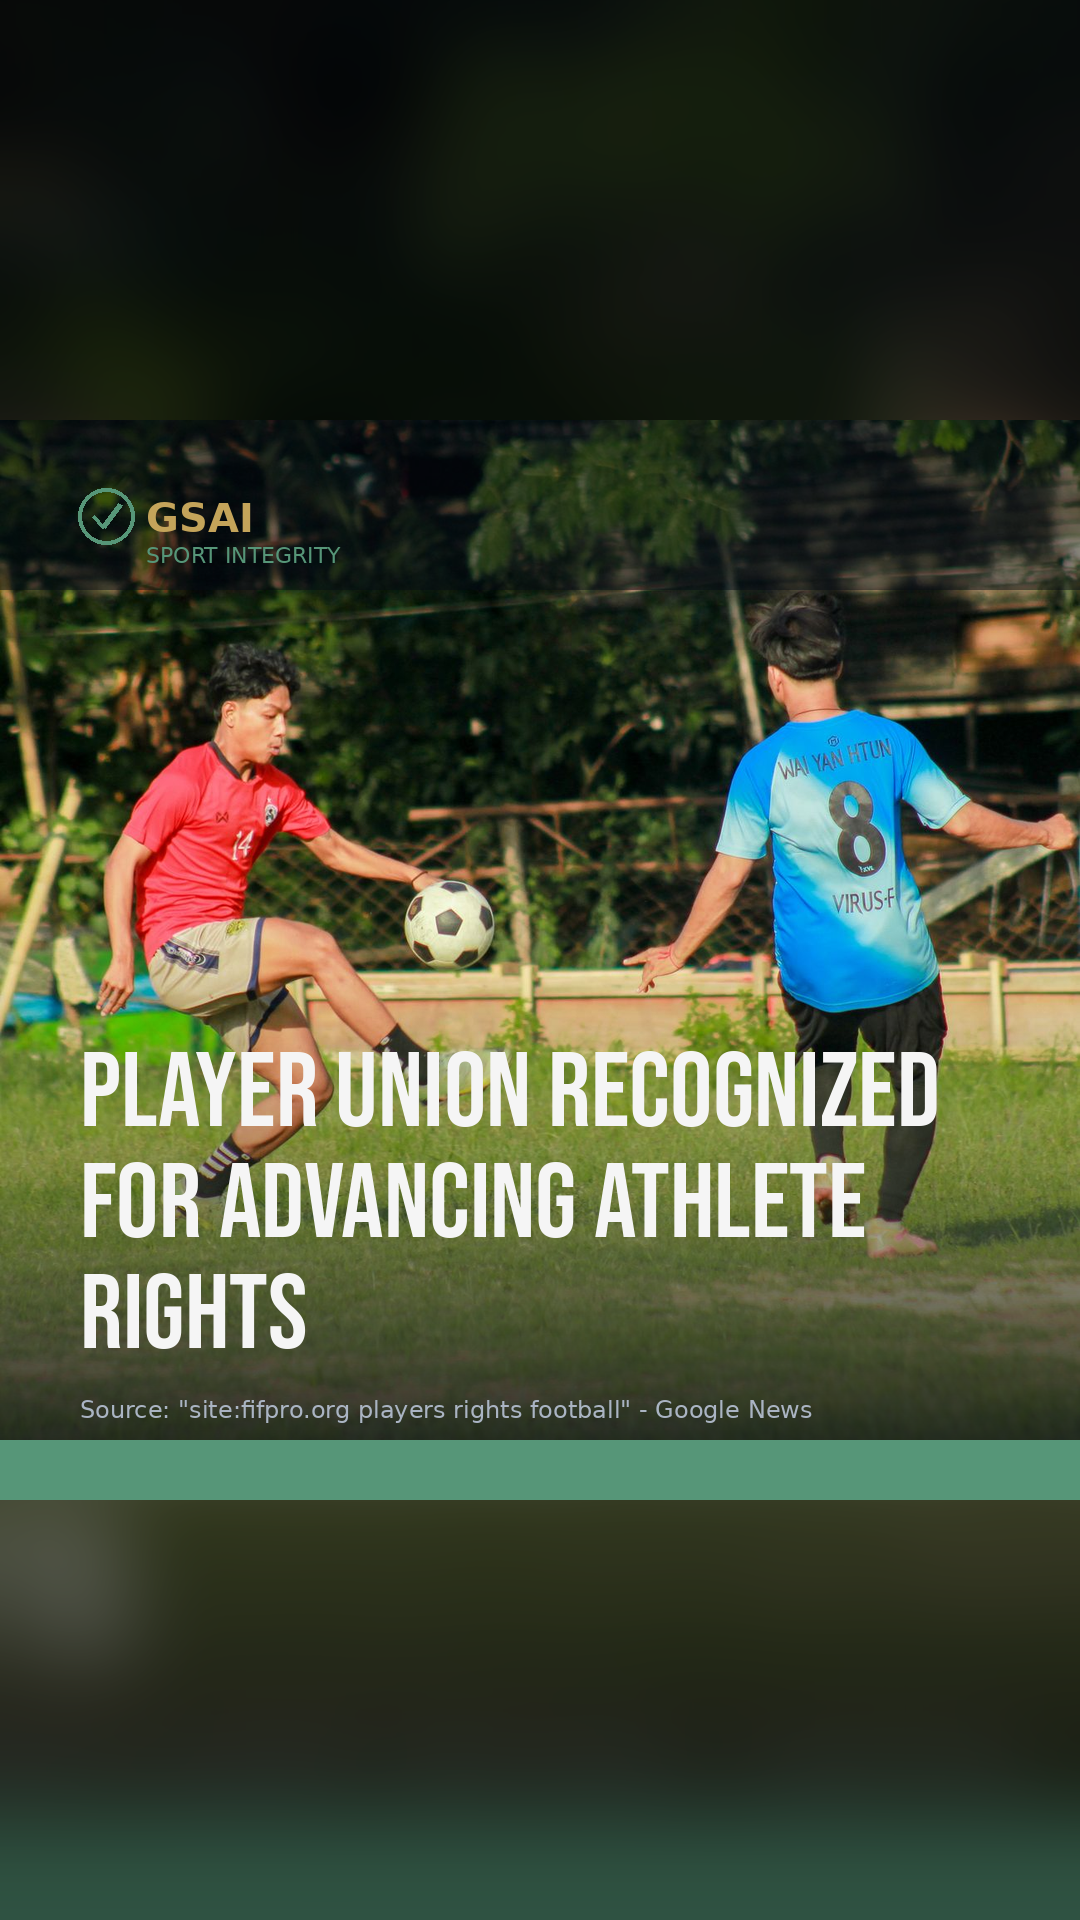 GSAI
SPORT INTEGRITY
WAI YAN HTUN
8
VIRUS-F
14
PLAYER UNION RECOGNIZED
FOR ADVANCING ATHLETE
RIGHTS
Source: "site:fifpro.org players rights football" - Google News